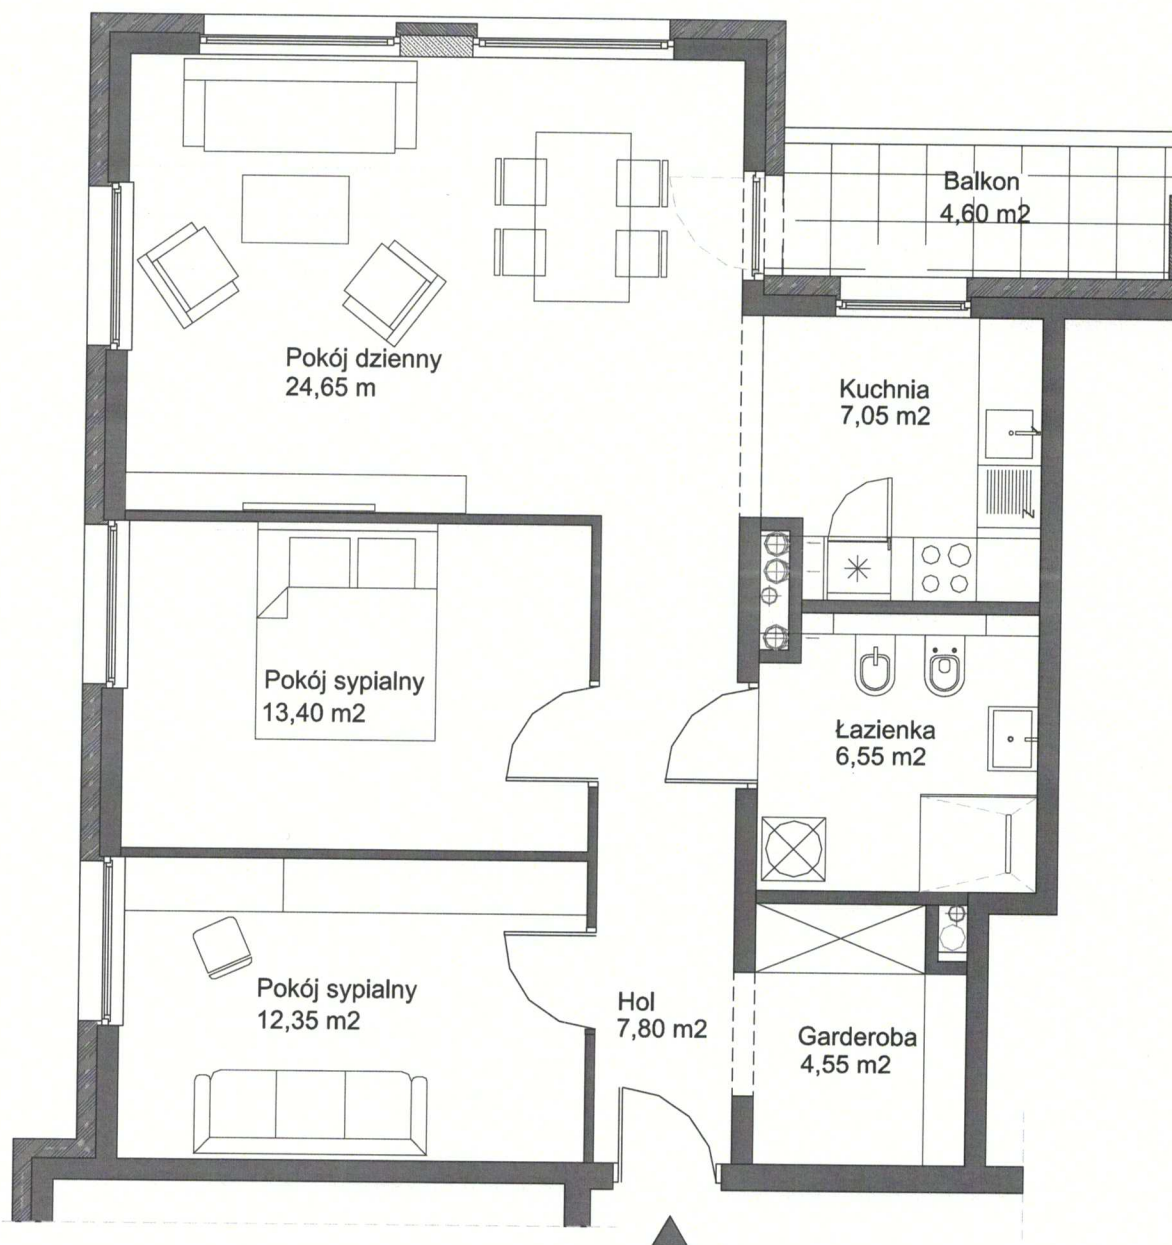 Balkon
4,60 m2
Pokój dzienny
24,65 m
Kuchnia
7,05 m2
Pokój sypialny
13,40 m2
Łazienka
6,55 m2
Pokój sypialny
12,35 m2
Hol
7,80 m2
Garderoba
4,55 m2